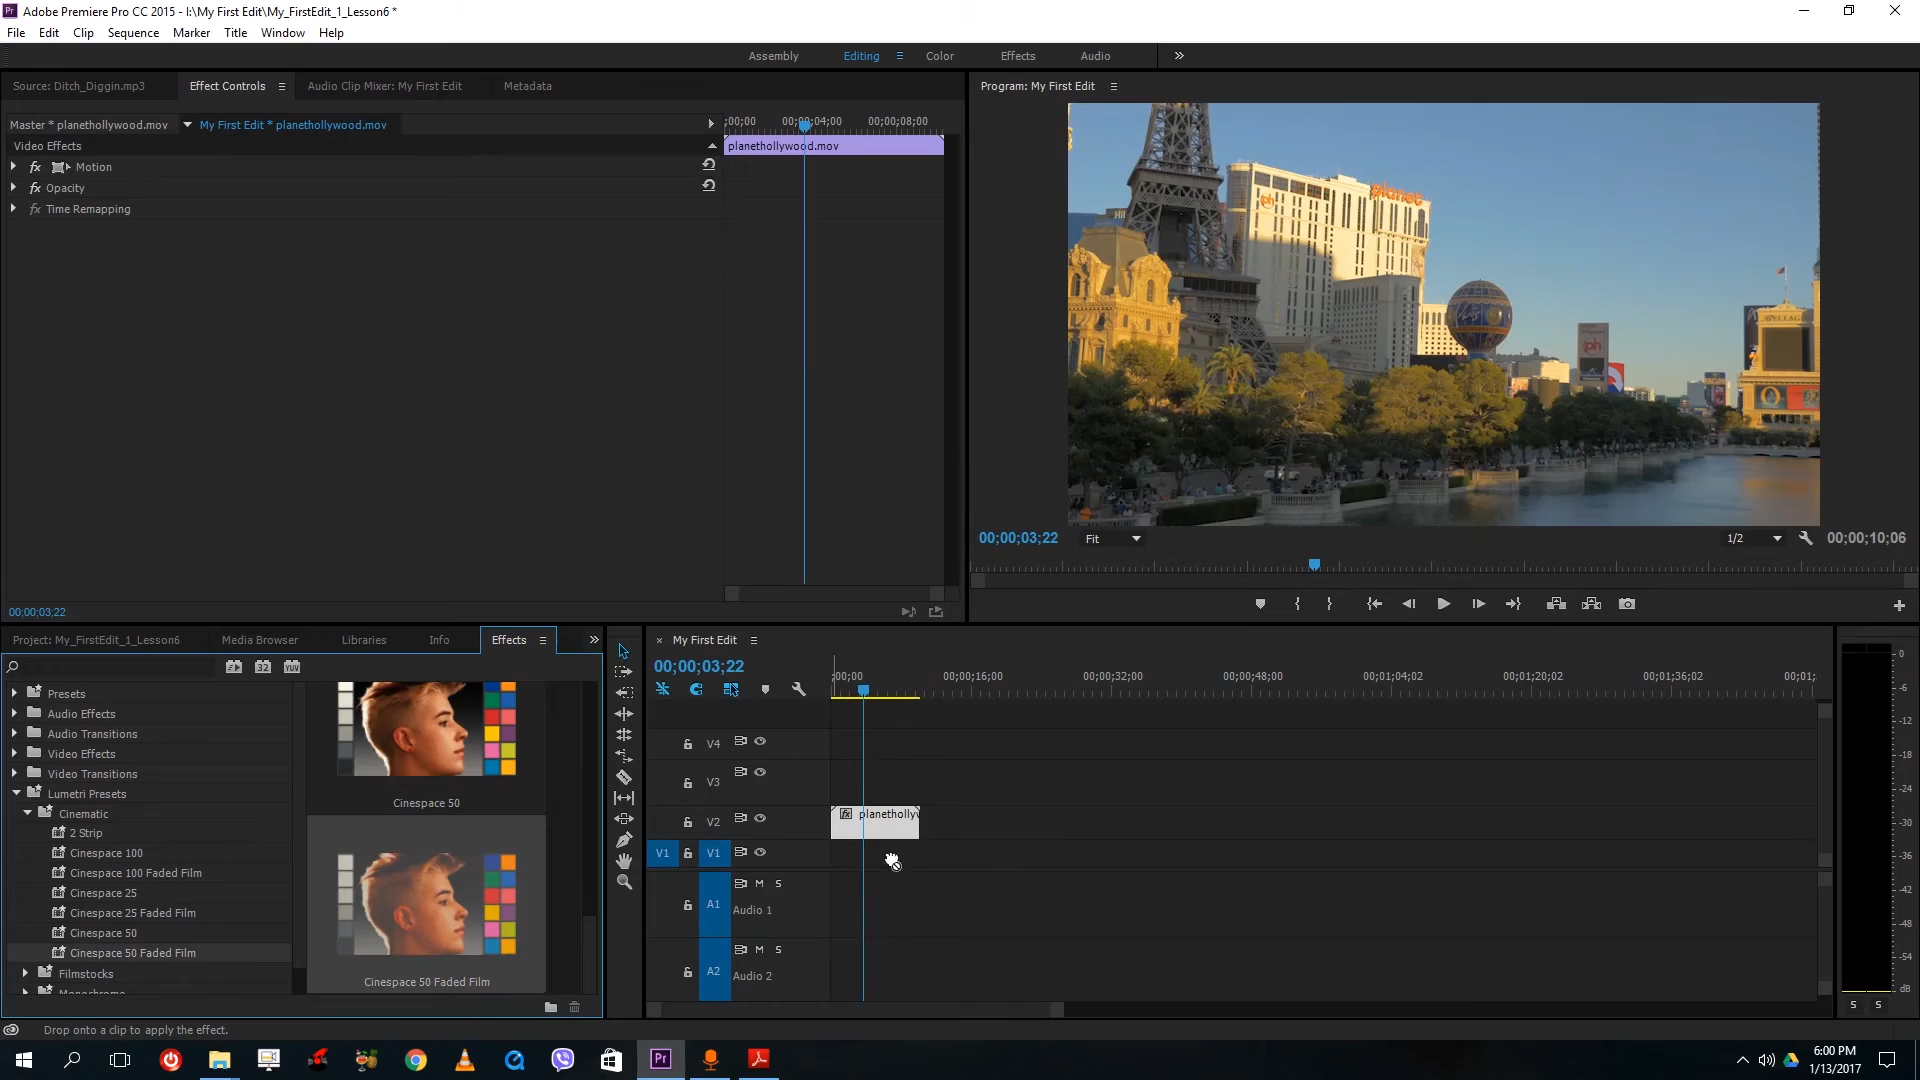 Adobe Premiere Pro CC 2015 - I:\My First Edit\My_FirstEdit_1_Lesson6 *
File Edit Clip Sequence Marker Title Window Help
Assembly Editing Color Effects Audio
Source: Ditch_Diggin.mp3 Effect Controls Audio Clip Mixer: My First Edit Metadata
Program: My First Edit
Master * planethollywood.mov My First Edit * planethollywood.mov
;00;00 00;00;04;00 00;00;08;00
Video Effects
planethollywood.mov
fx Motion
fx Opacity
fx Time Remapping
planet
ph
ph
00;00;03;22 Fit 1/2 00;00;10;06
00;00;03;22
Project: My_FirstEdit_1_Lesson6 Media Browser Libraries Info Effects
My First Edit
00;00;03;22
32 YUV
;00;00 00;00;16;00 00;00;32;00 00;00;48;00 00;01;04;02 00;01;20;02 00;01;36;02 00;01;
Presets
Audio Effects
Audio Transitions
Video Effects
Video Transitions
Lumetri Presets
Cinematic
2 Strip
Cinespace 100
Cinespace 100 Faded Film
Cinespace 25
Cinespace 25 Faded Film
Cinespace 50
Cinespace 50 Faded Film
Filmstocks
Monochrome
Cinespace 50
Cinespace 50 Faded Film
V4
V3
V2
fx planethollyw
V1 V1
A1 M S
Audio 1
A2 M S
Audio 2
0
-6
-12
-18
-24
-30
-36
-42
-48
-54
dB
S S
Drop onto a clip to apply the effect.
Pr
6:00 PM
1/13/2017